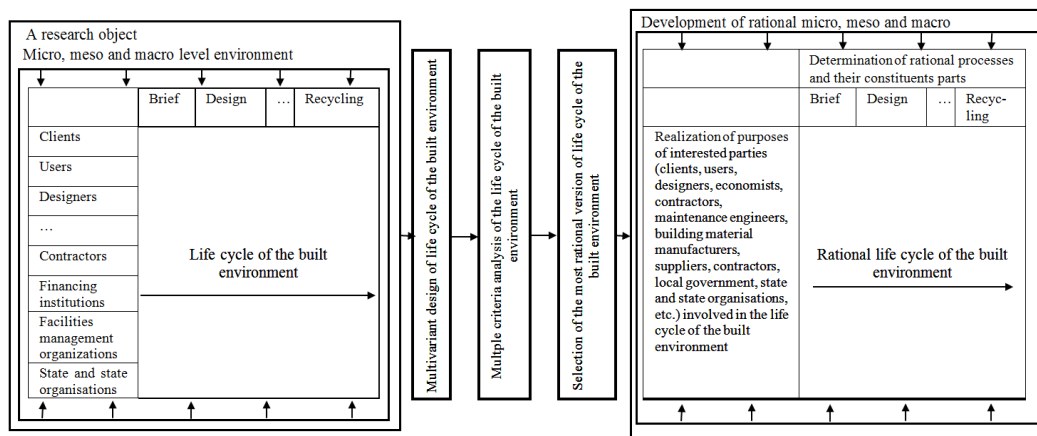 A research object
Micro, meso and macro level environment
Brief
Design
…
Recycling
Clients
Users
Designers
…
Contractors
Financing
institutions
Facilities
management
organizations
State and state
organisations
Life cycle of the built
environment
Multivariant design of life cycle of the built environment
Multple criteria analysis of the life cycle of the built
environment
Selection of the most rational version of life cycle of the
built environment
Development of rational micro, meso and macro
Determination of rational processes
and their constituents parts
Brief
Design
…
Recyc-
ling
Realization of purposes
of interested parties
(clients, users,
designers, economists,
contractors,
maintenance engineers,
building material
manufacturers,
suppliers, contractors,
local government, state
and state organisations,
etc.) involved in the life
cycle of the built
environment
Rational life cycle of the built
environment